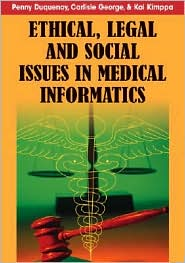 Penny Duquenoy, Carlisle George, & Kai Kimppa
ETHICAL, LEGAL
AND SOCIAL
ISSUES IN MEDICAL
INFORMATICS